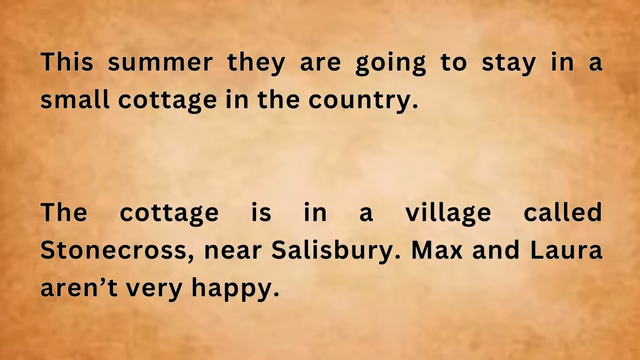 This summer they are going to stay in a
small cottage in the country.
The cottage is in a village called
Stonecross, near Salisbury. Max and Laura
aren’t very happy.